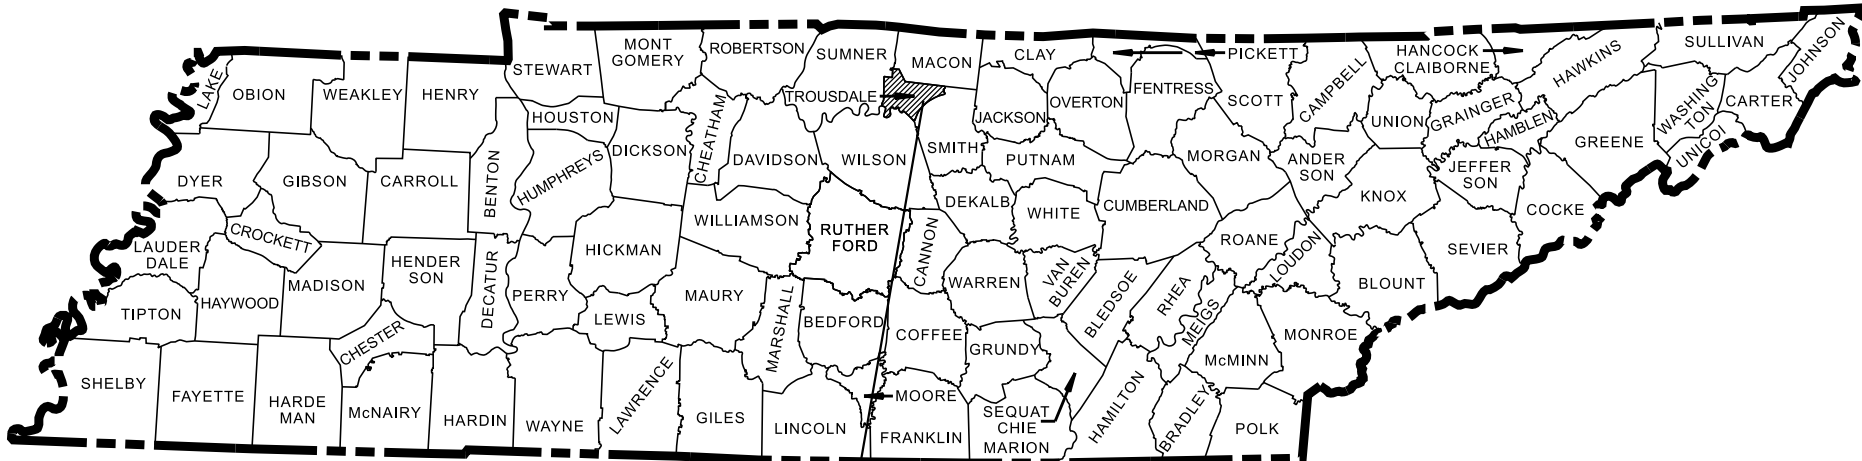 LAKE
OBION
WEAKLEY
HENRY
STEWART
MONT
GOMERY
ROBERTSON
SUMNER
MACON
CLAY
PICKETT
HANCOCK
CLAIBORNE
HAWKINS
SULLIVAN
JOHNSON
TROUSDALE
JACKSON
OVERTON
FENTRESS
SCOTT
CAMPBELL
UNION
GRAINGER
HAMBLEN
GREENE
WASHING
TON
CARTER
UNICOI
HOUSTON
DICKSON
CHEATHAM
DAVIDSON
WILSON
SMITH
PUTNAM
MORGAN
ANDER
SON
KNOX
JEFFER
SON
COCKE
DYER
GIBSON
CARROLL
BENTON
HUMPHREYS
WILLIAMSON
RUTHER
FORD
CANNON
DEKALB
WHITE
CUMBERLAND
ROANE
LOUDON
BLOUNT
SEVIER
LAUDER
DALE
CROCKETT
HENDER
SON
DECATUR
HICKMAN
TIPTON
HAYWOOD
MADISON
PERRY
LEWIS
MAURY
MARSHALL
BEDFORD
COFFEE
WARREN
VAN
BUREN
BLEDSOE
RHEA
MEIGS
MONROE
SHELBY
FAYETTE
HARDE
MAN
CHESTER
McNAIRY
HARDIN
WAYNE
LAWRENCE
GILES
LINCOLN
MOORE
FRANKLIN
GRUNDY
SEQUAT
CHIE
MARION
HAMILTON
McMINN
BRADLEY
POLK